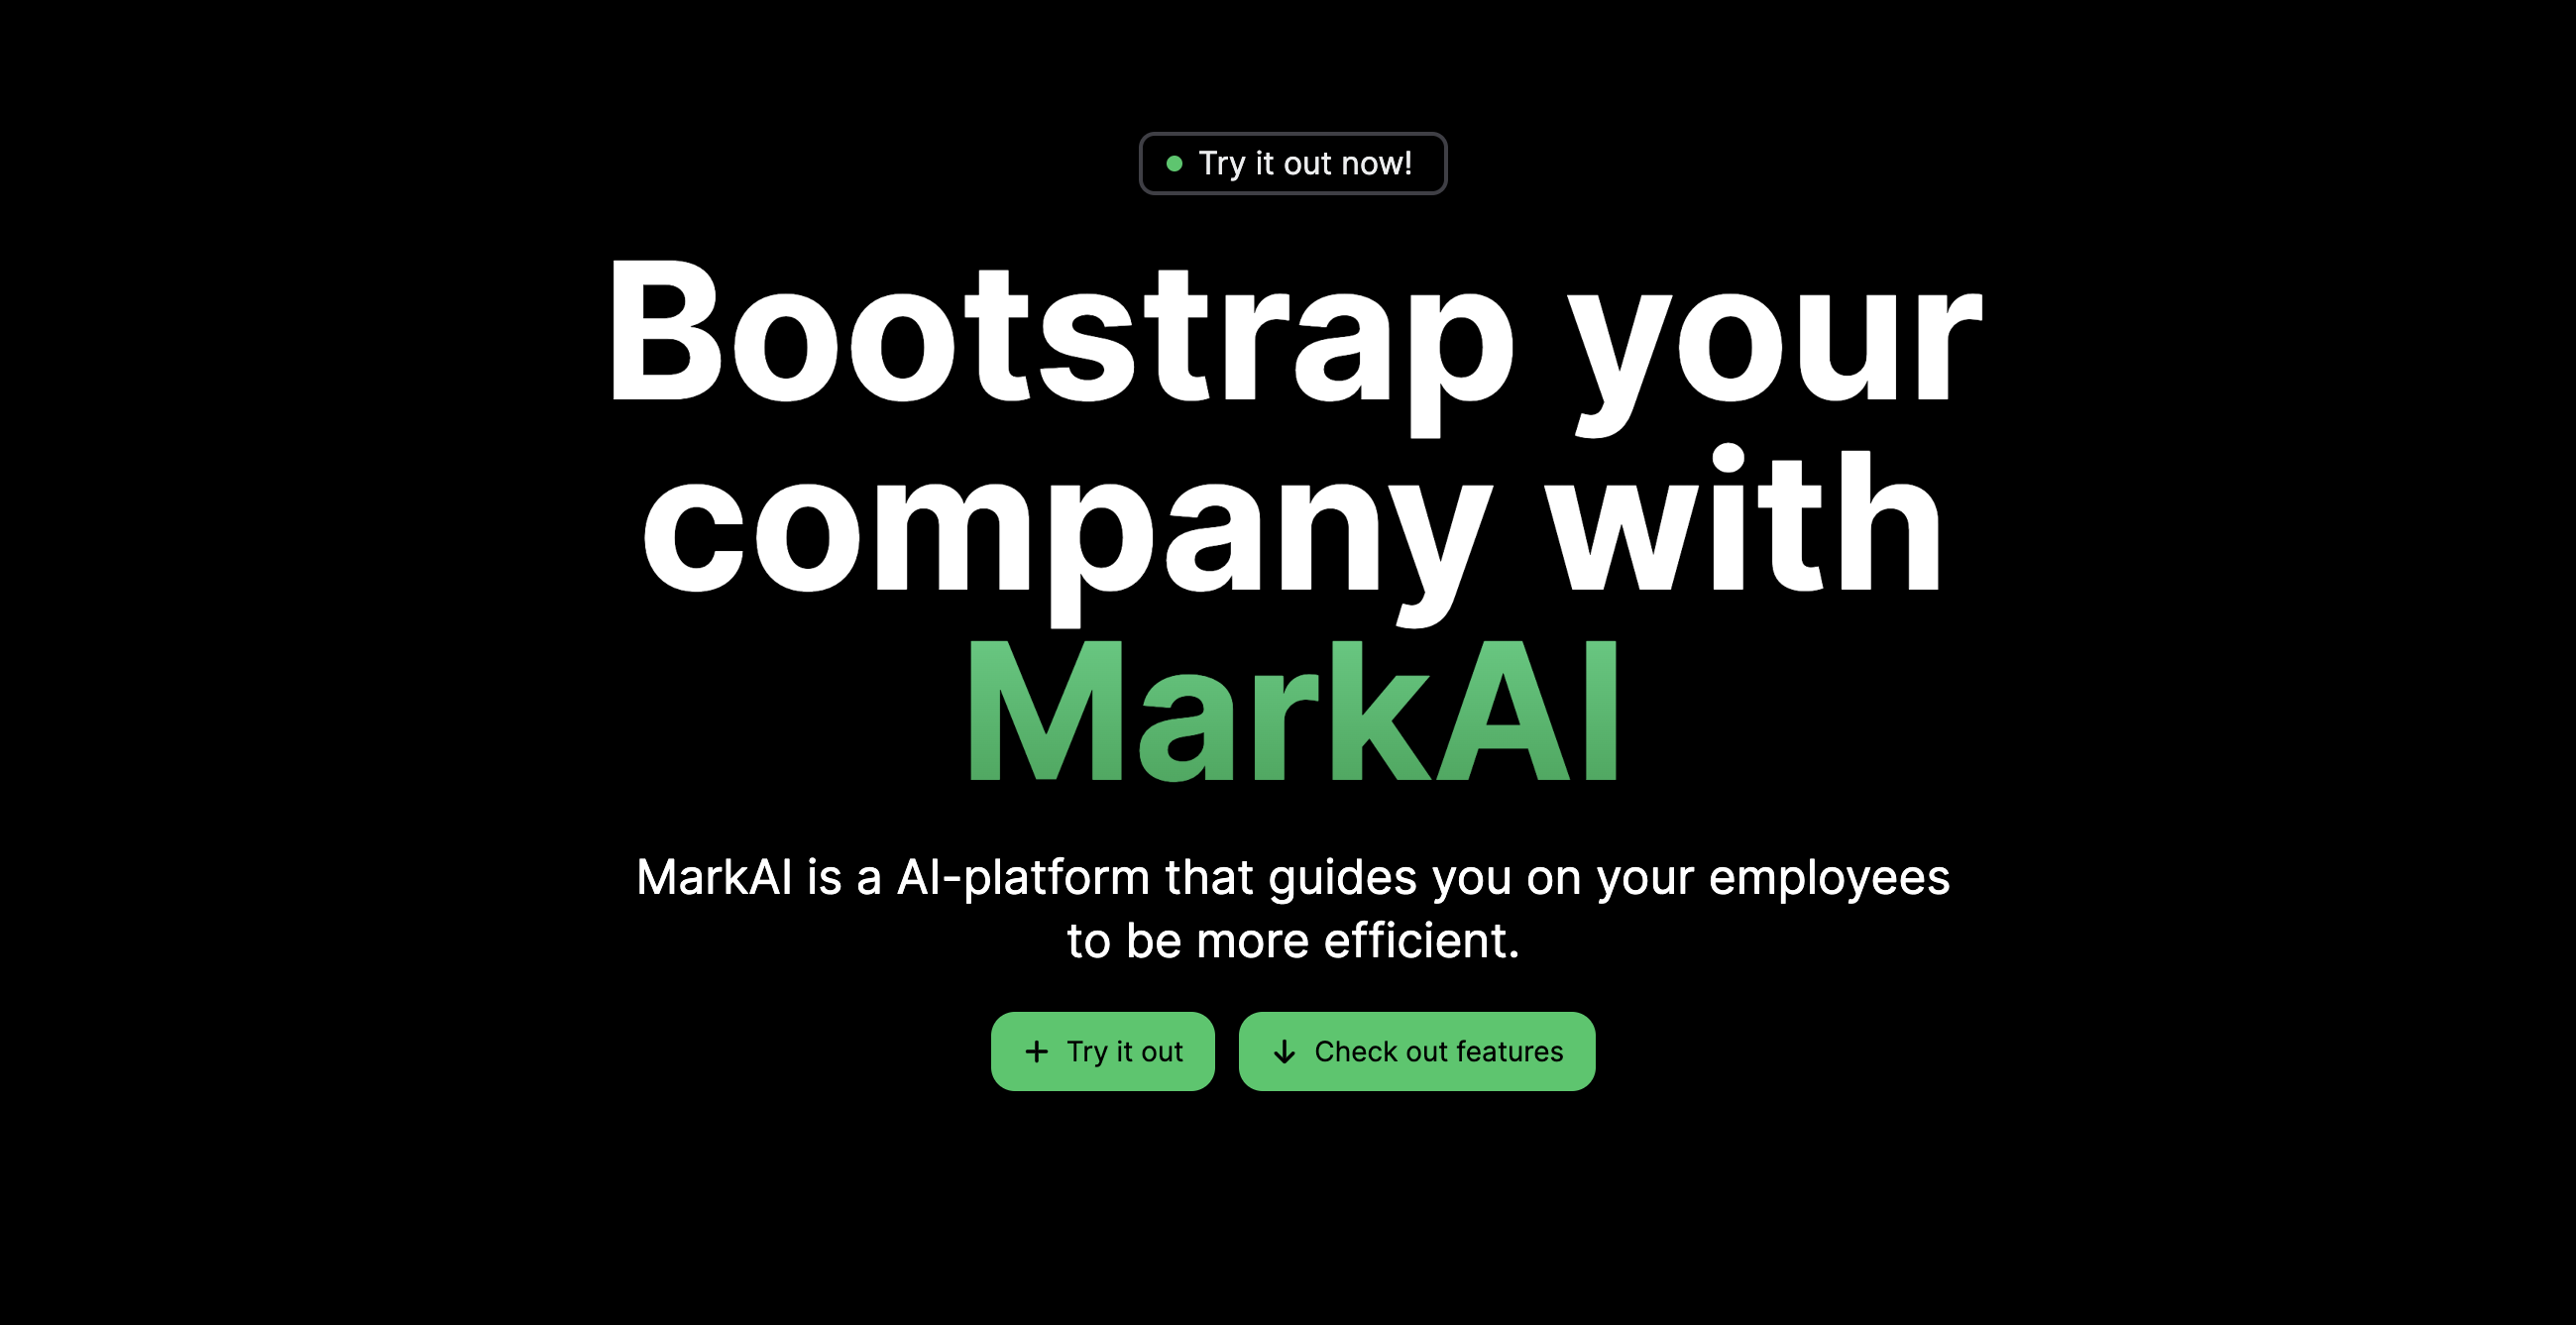 Try it out now!
Bootstrap your
company with
MarkAI
MarkAI is a AI-platform that guides you on your employees
to be more efficient.
Try it out
Check out features